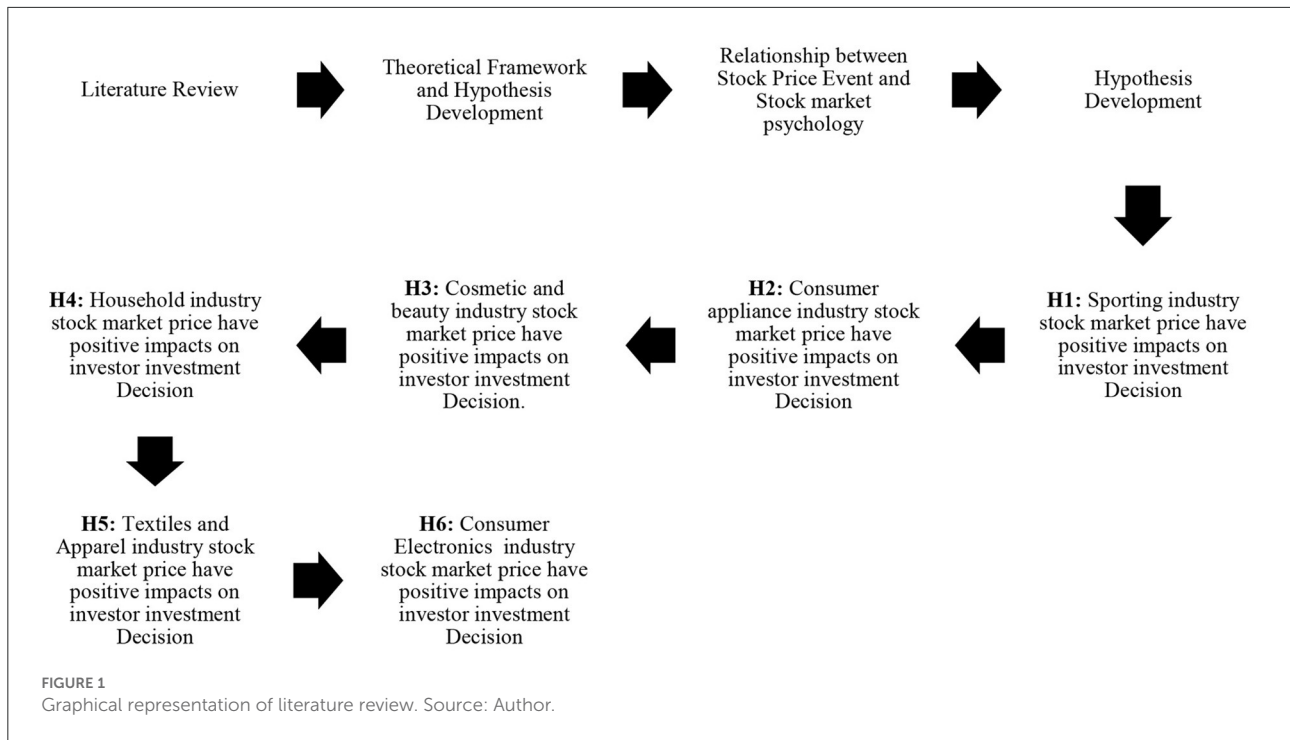 Literature Review
Theoretical Framework
and Hypothesis
Development
Relationship between
Stock Price Event and
Stock market
psychology
Hypothesis
Development
H1: Sporting industry
stock market price have
positive impacts on
investor investment
Decision
H2: Consumer
appliance industry stock
market price have
positive impacts on
investor investment
Decision
H3: Cosmetic and
beauty industry stock
market price have
positive impacts on
investor investment
Decision.
H4: Household industry
stock market price have
positive impacts on
investor investment
Decision
H5: Textiles and
Apparel industry stock
market price have
positive impacts on
investor investment
Decision
H6: Consumer
Electronics industry
stock market price have
positive impacts on
investor investment
Decision
FIGURE 1
Graphical representation of literature review. Source: Author.